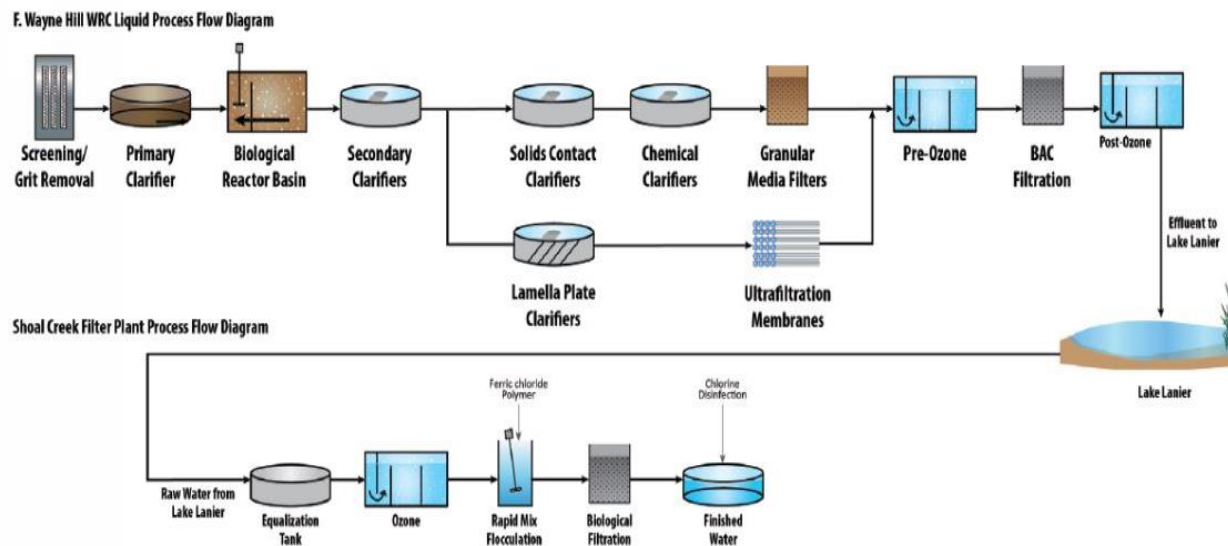 F. Wayne Hill WRC Liquid Process Flow Diagram
Screening/
Grit Removal
Primary
Clarifier
Biological
Reactor Basin
Secondary
Clarifiers
Solids Contact
Clarifiers
Chemical
Clarifiers
Granular
Media Filters
Pre-Ozone
BAC
Filtration
Post-Ozone
Effluent to
Lake Lanier
Lamella Plate
Clarifiers
Ultrafiltration
Membranes
Shoal Creek Filter Plant Process Flow Diagram
Lake Lanier
Ferric chloride
Polymer
Chlorine
Disinfection
Raw Water from
Lake Lanier
Equalization
Tank
Ozone
Rapid Mix
Flocculation
Biological
Filtration
Finished
Water